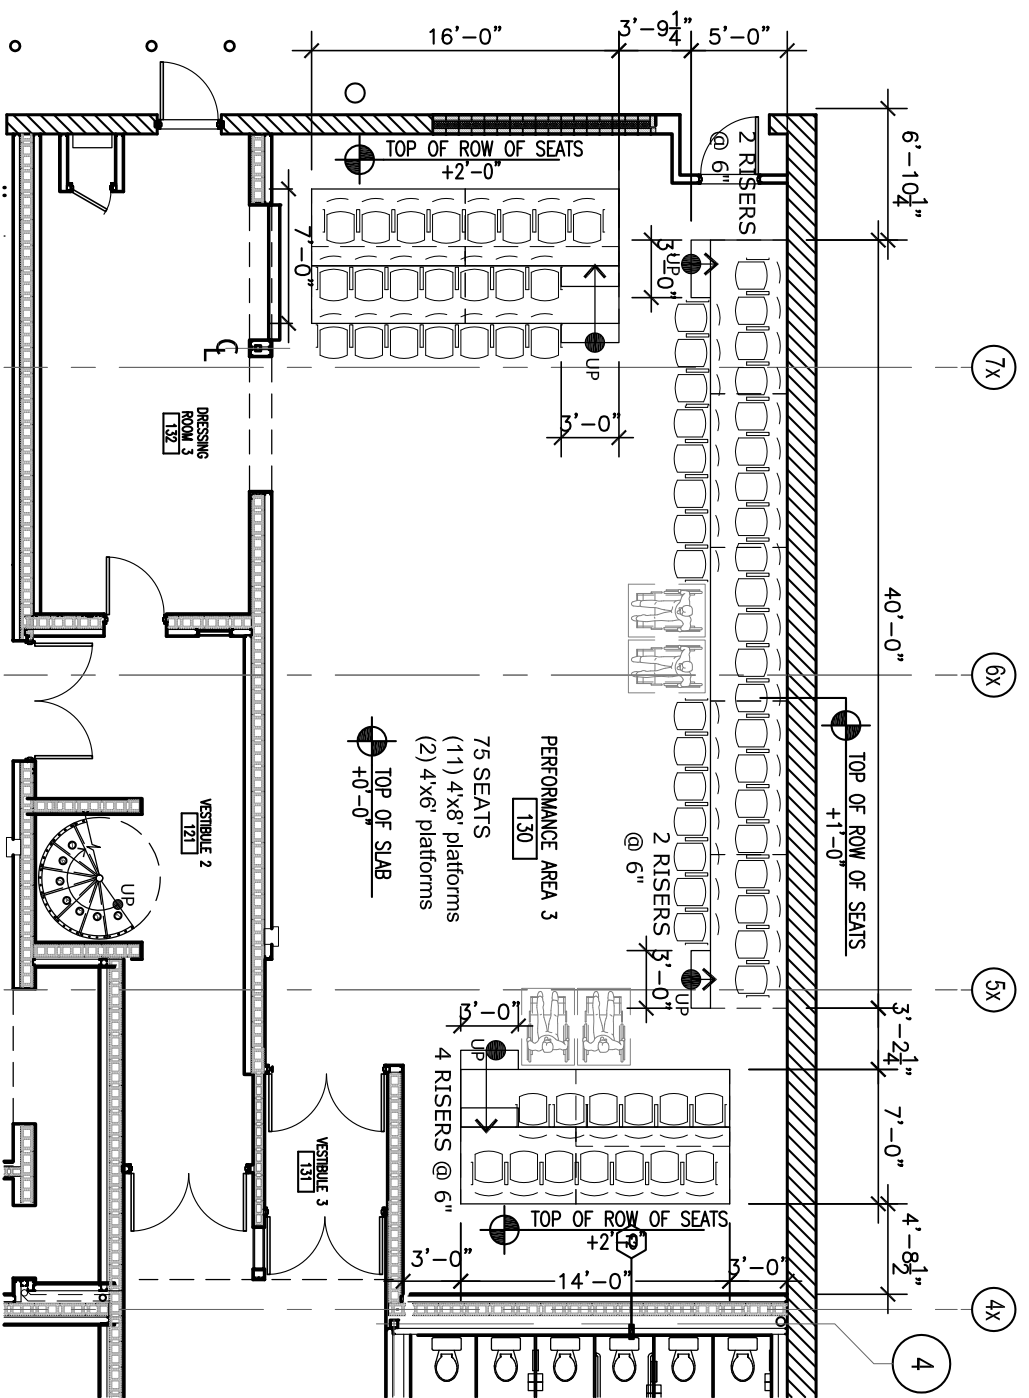 16'-0"
3'-9 1/4"
5'-0"
6'-10 1/4"
TOP OF ROW OF SEATS
+2'-0"
2 RISERS
@ 6"
7'-0"
3'-0"
UP
UP
3'-0"
7x
DRESSING
ROOM 3
132
40'-0"
6x
TOP OF ROW OF SEATS
+1'-0"
PERFORMANCE AREA 3
130
75 SEATS
(11) 4'x8' platforms
(2) 4'x6' platforms
TOP OF SLAB
+0'-0"
VESTIBULE 2
121
UP
2 RISERS
@ 6"
3'-0"
UP
5x
3'-2 1/4"
3'-0"
UP
4 RISERS @ 6"
7'-0"
VESTIBULE 3
131
TOP OF ROW OF SEATS
+2'-0"
4'-8 1/2"
3'-0"
14'-0"
3'-0"
4x
4